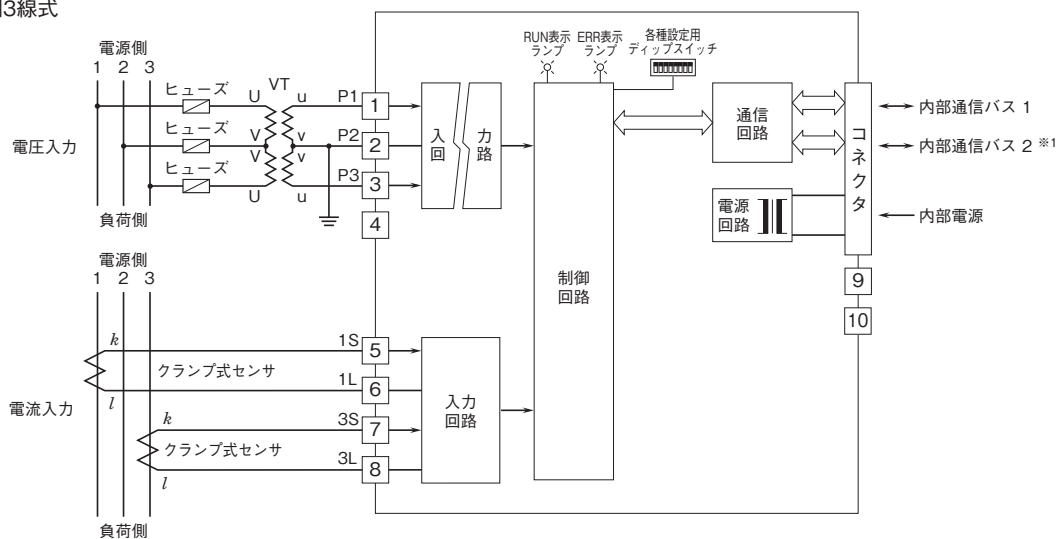 3線式
電源側
1 2 3
ヒューズ
U
VT
u
P1
1
ヒューズ
V
v
P2
2
電圧入力
V
v
ヒューズ
U
u
P3
3
負荷側
4
入力
回路
RUN表示
ランプ
ERR表示
ランプ
各種設定用
ディップスイッチ
制御
回路
通信
回路
電源
回路
コネクタ
内部通信バス 1
内部通信バス 2 ※1
内部電源
9
10
電源側
1 2 3
k
1S
5
クランプ式センサ
l
1L
6
電流入力
k
3S
7
クランプ式センサ
l
3L
8
負荷側
入力
回路